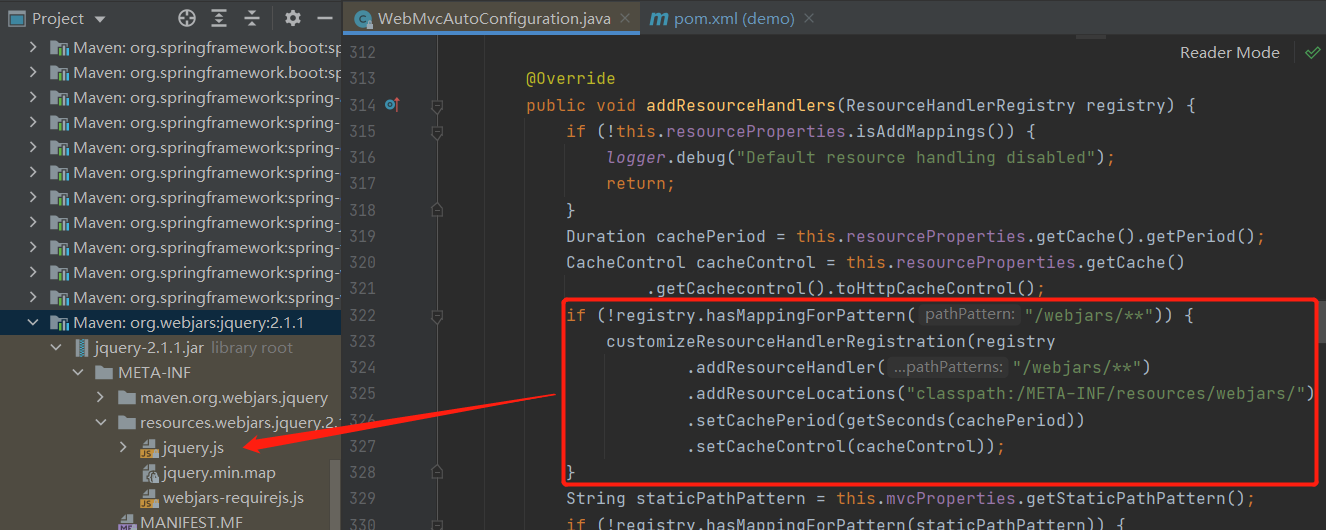 Project
Maven: org.springframework.boot:sp
Maven: org.springframework.boot:sp
Maven: org.springframework:spring-
Maven: org.springframework:spring-
Maven: org.springframework:spring-
Maven: org.springframework:spring-
Maven: org.springframework:spring-
Maven: org.springframework:spring-
Maven: org.springframework:spring-
Maven: org.springframework:spring-
Maven: org.springframework:spring-
Maven: org.webjars:jquery:2.1.1
jquery-2.1.1.jar library root
META-INF
maven.org.webjars.jquery
resources.webjars.jquery.2.1
jquery.js
jquery.min.map
webjars-requirejs.js
MANIFEST.MF
WebMvcAutoConfiguration.java
pom.xml (demo)
Reader Mode
312
313 @Override
314 public void addResourceHandlers(ResourceHandlerRegistry registry) {
315 if (!this.resourceProperties.isAddMappings()) {
316 logger.debug("Default resource handling disabled");
317 return;
318 }
319 Duration cachePeriod = this.resourceProperties.getCache().getPeriod();
320 CacheControl cacheControl = this.resourceProperties.getCache()
321 .getCachecontrol().toHttpCacheControl();
322 if (!registry.hasMappingForPattern( pathPattern: "/webjars/**")) {
323 customizeResourceHandlerRegistration(registry
324 .addResourceHandler( ...pathPatterns: "/webjars/**")
325 .addResourceLocations("classpath:/META-INF/resources/webjars/")
326 .setCachePeriod(getSeconds(cachePeriod))
327 .setCacheControl(cacheControl));
328 }
329 String staticPathPattern = this.mvcProperties.getStaticPathPattern();
330 if (!registry.hasMappingForPattern(staticPathPattern)) {